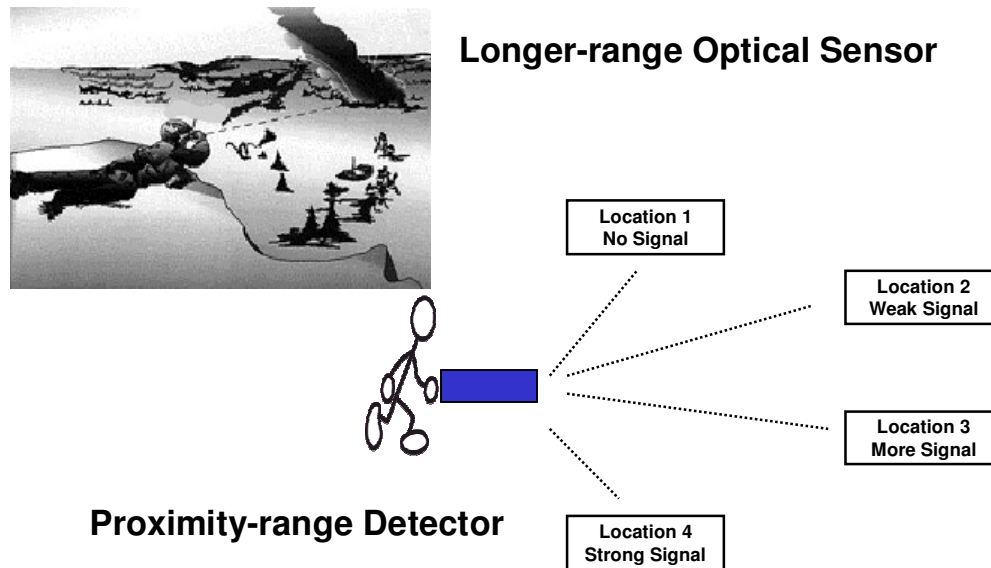 Longer-range Optical Sensor
Location 1
No Signal
Location 2
Weak Signal
Location 3
More Signal
Proximity-range Detector
Location 4
Strong Signal